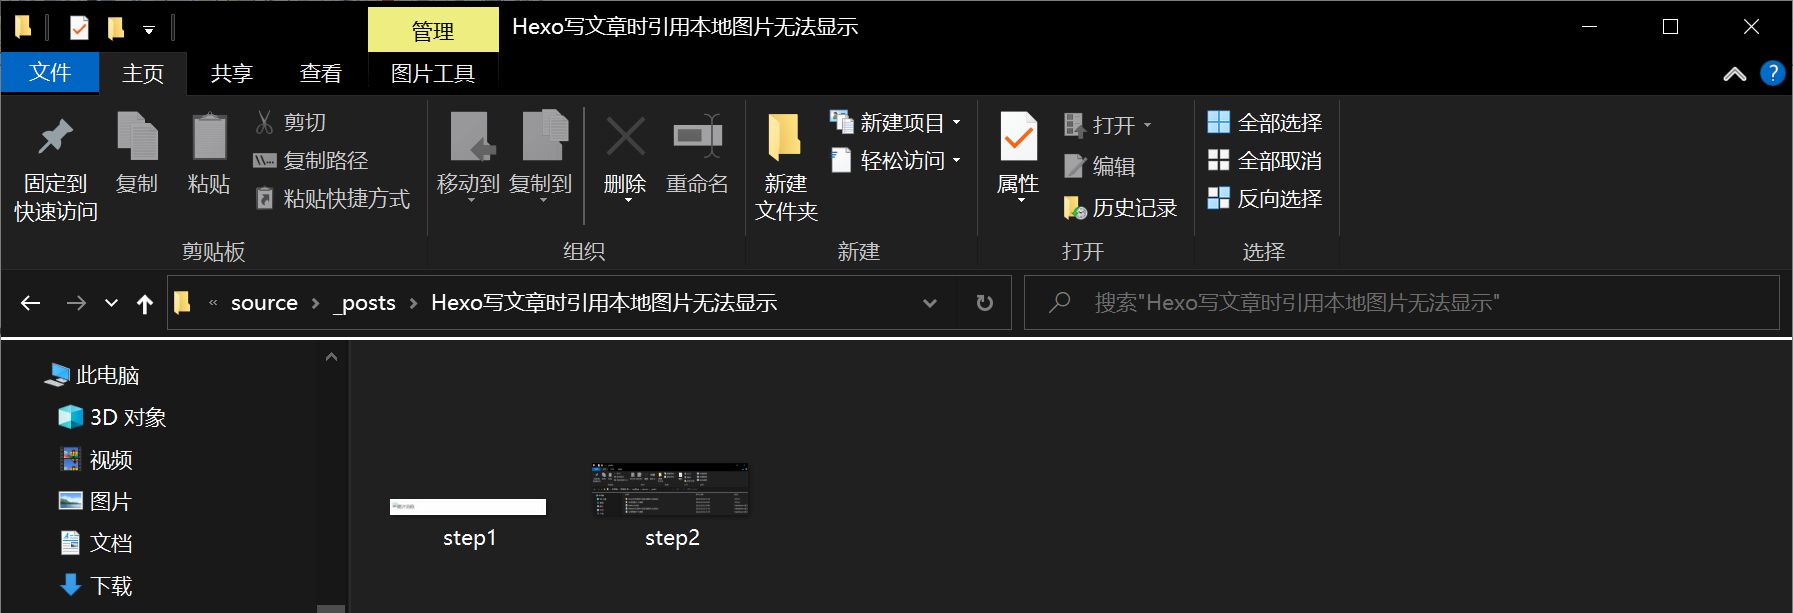 管理
Hexo写文章时引用本地图片无法显示
文件
主页
共享
查看
图片工具
固定到
快速访问
复制
粘贴
剪切
复制路径
粘贴快捷方式
剪贴板
移动到
复制到
删除
重命名
组织
新建
文件夹
新建项目
轻松访问
新建
属性
打开
编辑
历史记录
打开
全部选择
全部取消
反向选择
选择
« source › _posts › Hexo写文章时引用本地图片无法显示
搜索"Hexo写文章时引用本地图片无法显示"
此电脑
3D 对象
视频
图片
文档
下载
step1
step2